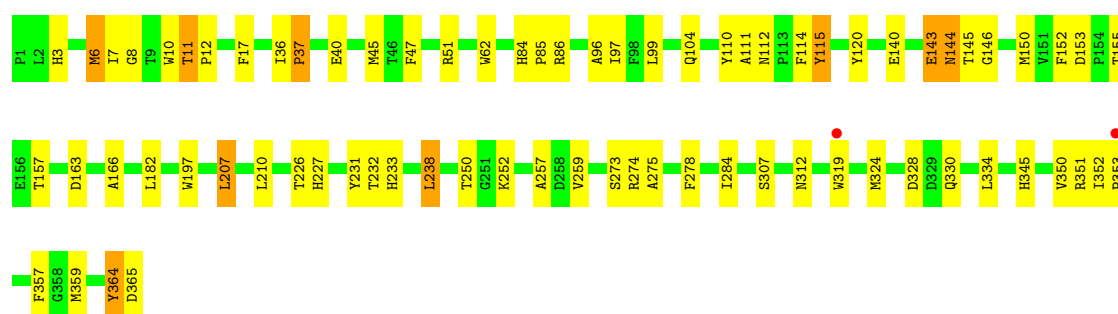 P1 L2 H3 M6 I7 G8 T9 W10 T11 P12 F17 I36 P37 E40 M45 T46 F47 R51 W62 H84 P85 R86 A96 I97 F98 L99 Q104 Y110 A111 N112 P113 F114 Y115 Y120 E140 E143 N144 T145 G146 M150 V151 F152 D153 P154 T155
E156 T157 D163 A166 L182 W197 L207 L210 T226 H227 Y231 T232 H233 L238 T250 G251 K252 A257 D258 V259 S273 R274 A275 F278 I284 S307 N312 W319 M324 D328 D329 Q330 L334 H345 V350 R351 I352
F357 G358 M359 Y364 D365